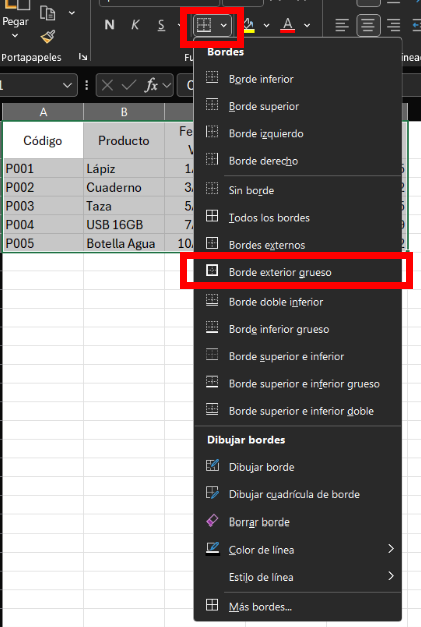 Pegar
N K S
A
Portapapeles
Fu
Bordes
fx
Borde inferior
Borde superior
Borde izquierdo
Borde derecho
Sin borde
Todos los bordes
Bordes externos
Borde exterior grueso
Borde doble inferior
Borde inferior grueso
Borde superior e inferior
Borde superior e inferior grueso
Borde superior e inferior doble
Dibujar bordes
Dibujar borde
Dibujar cuadrícula de borde
Borrar borde
Color de línea
Estilo de línea
Más bordes...
A B
Código Producto Fe
V
P001 Lápiz 1/
P002 Cuaderno 3/
P003 Taza 5/
P004 USB 16GB 7/
P005 Botella Agua 10/